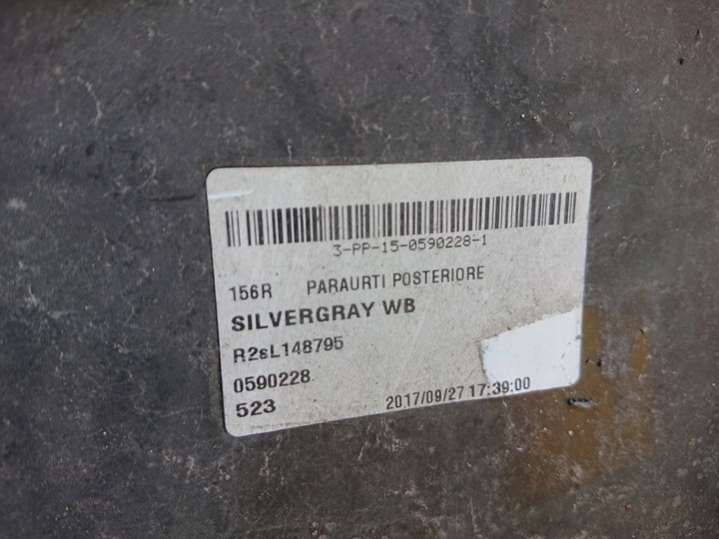 3-PP-15-0590228-1
156R PARAURTI POSTERIORE
SILVERGRAY WB
R2sL148795
0590228
523 2017/09/27 17:39:00